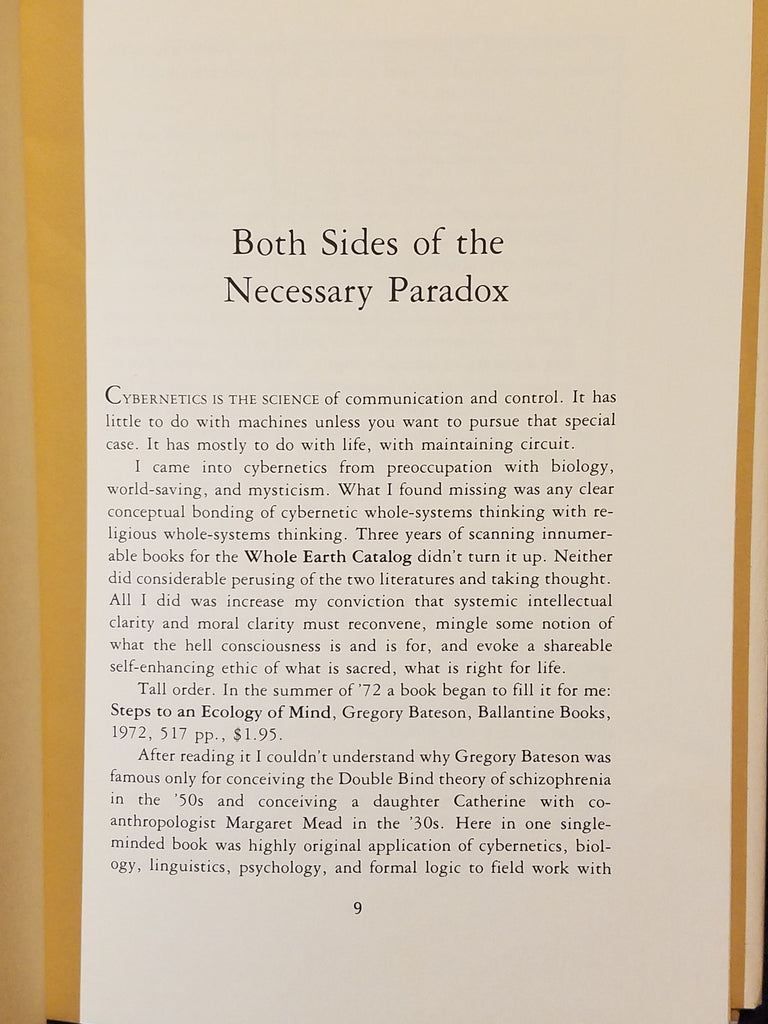 Both Sides of the
Necessary Paradox
CYBERNETICS IS THE SCIENCE of communication and control. It has
little to do with machines unless you want to pursue that special
case. It has mostly to do with life, with maintaining circuit.
I came into cybernetics from preoccupation with biology,
world-saving, and mysticism. What I found missing was any clear
conceptual bonding of cybernetic whole-systems thinking with re-
ligious whole-systems thinking. Three years of scanning innumer-
able books for the Whole Earth Catalog didn't turn it up. Neither
did considerable perusing of the two literatures and taking thought.
All I did was increase my conviction that systemic intellectual
clarity and moral clarity must reconvene, mingle some notion of
what the hell consciousness is and is for, and evoke a shareable
self-enhancing ethic of what is sacred, what is right for life.
Tall order. In the summer of '72 a book began to fill it for me:
Steps to an Ecology of Mind, Gregory Bateson, Ballantine Books,
1972, 517 pp., $1.95.
After reading it I couldn't understand why Gregory Bateson was
famous only for conceiving the Double Bind theory of schizophrenia
in the '50s and conceiving a daughter Catherine with co-
anthropologist Margaret Mead in the '30s. Here in one single-
minded book was highly original application of cybernetics, biol-
ogy, linguistics, psychology, and formal logic to field work with
9